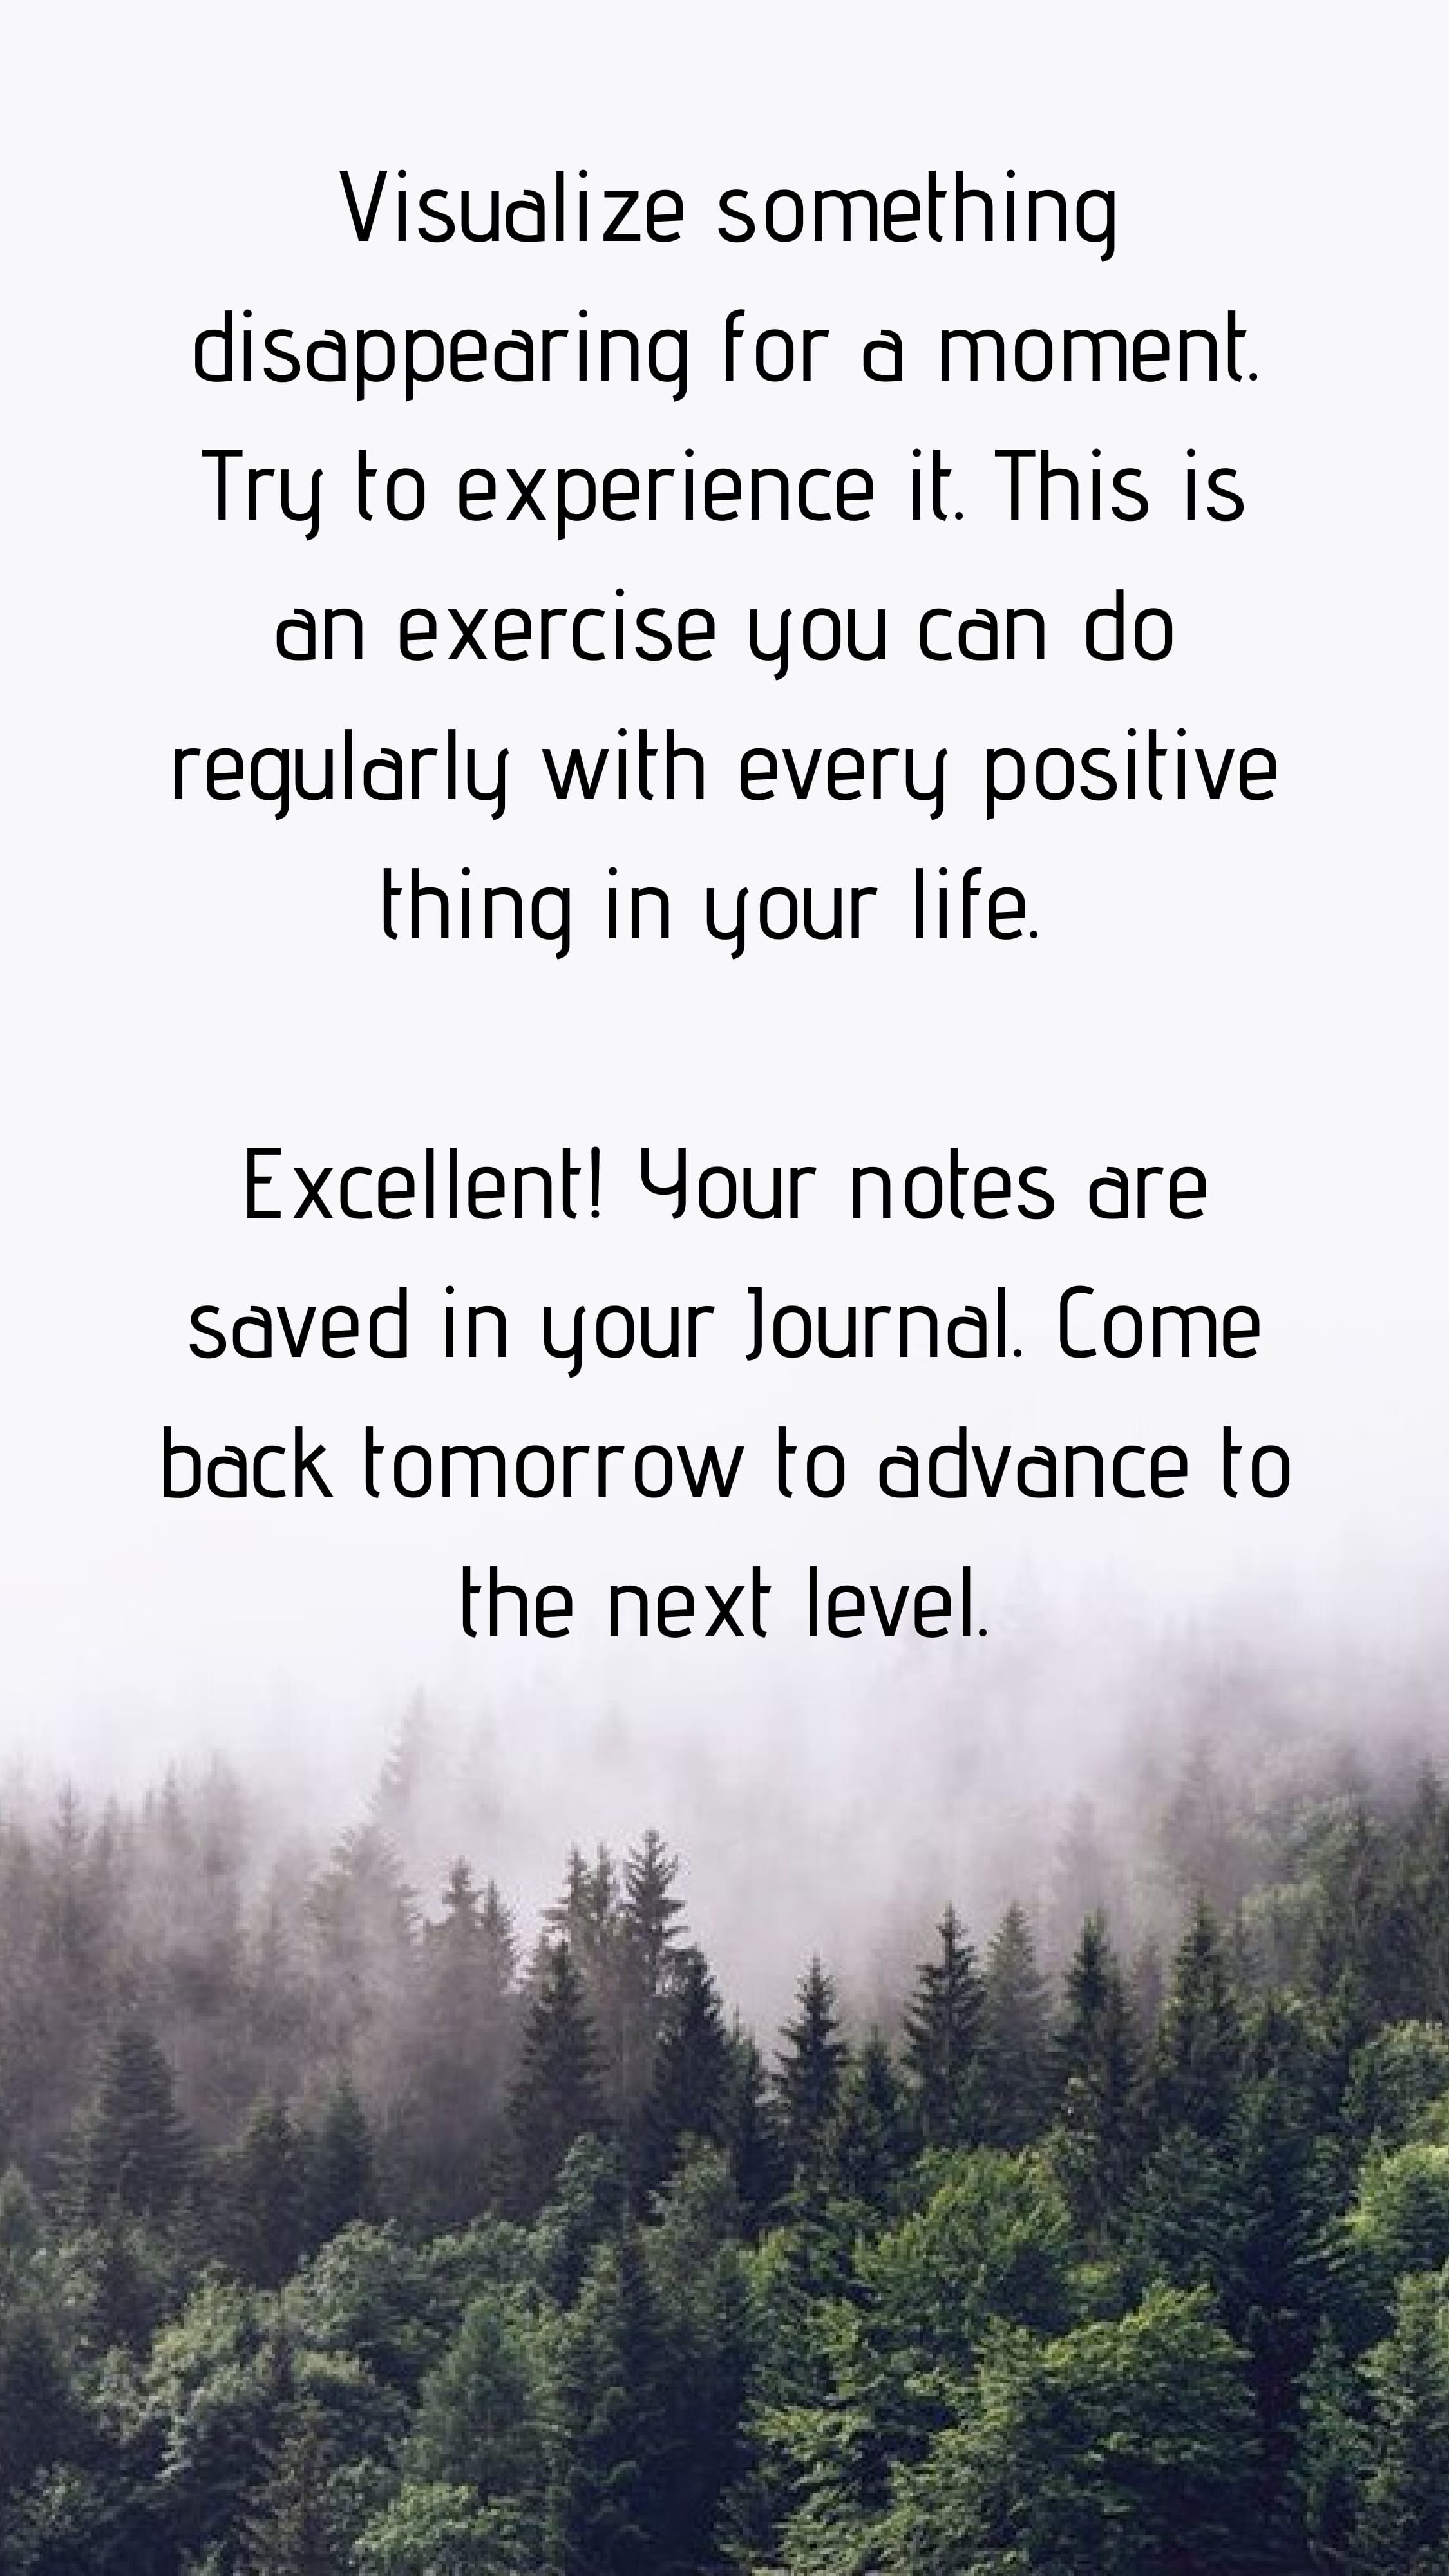 Visualize something
disappearing for a moment.
Try to experience it. This is
an exercise you can do
regularly with every positive
thing in your life.
Excellent! Your notes are
saved in your Journal. Come
back tomorrow to advance to
the next level.